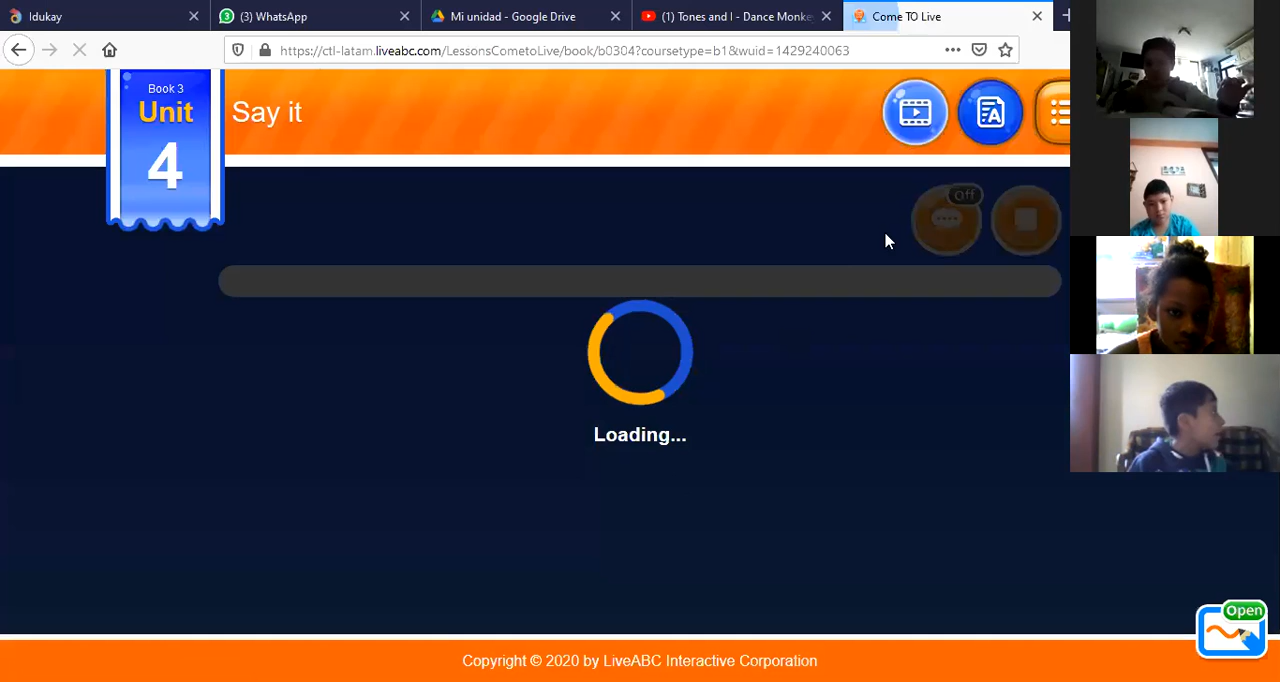 Idukay
(3) WhatsApp
Mi unidad - Google Drive
(1) Tones and I - Dance Monke
Come TO Live
https://ctl-latam.liveabc.com/LessonsCometoLive/book/b0304?coursetype=b1&wuid=1429240063
Book 3
Unit
4
Say it
Off
Loading...
Open
Copyright © 2020 by LiveABC Interactive Corporation